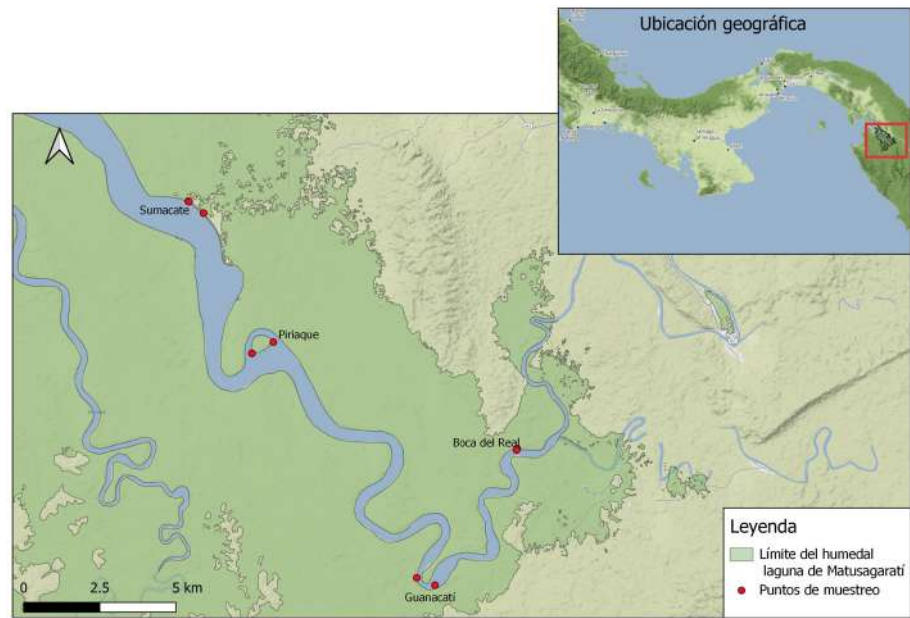 Ubicación geográfica
Sumacate
Piriaque
Boca del Real
Guanacatí
0 2.5 5 km
Leyenda
Límite del humedal
laguna de Matusagaratí
Puntos de muestreo